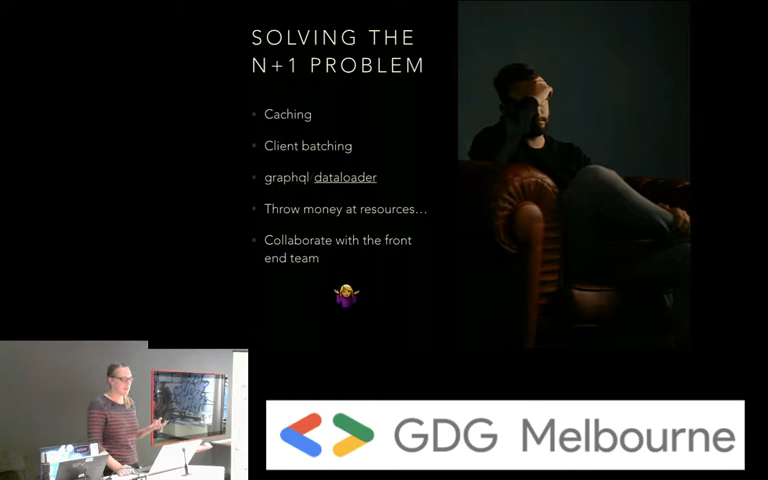 SOLVING THE
N+1 PROBLEM
Caching
Client batching
graphql dataloader
Throw money at resources...
Collaborate with the front
end team
GDG Melbourne